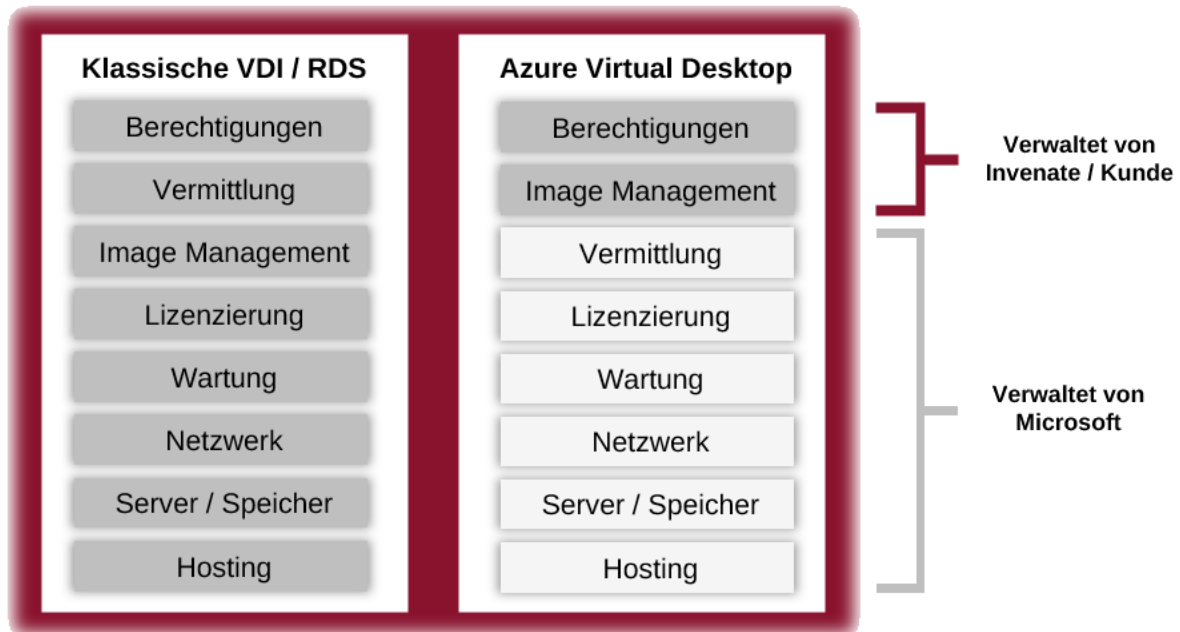 Klassische VDI / RDS
Berechtigungen
Vermittlung
Image Management
Lizenzierung
Wartung
Netzwerk
Server / Speicher
Hosting
Azure Virtual Desktop
Berechtigungen
Image Management
Vermittlung
Lizenzierung
Wartung
Netzwerk
Server / Speicher
Hosting
Verwaltet von
Invenate / Kunde
Verwaltet von
Microsoft